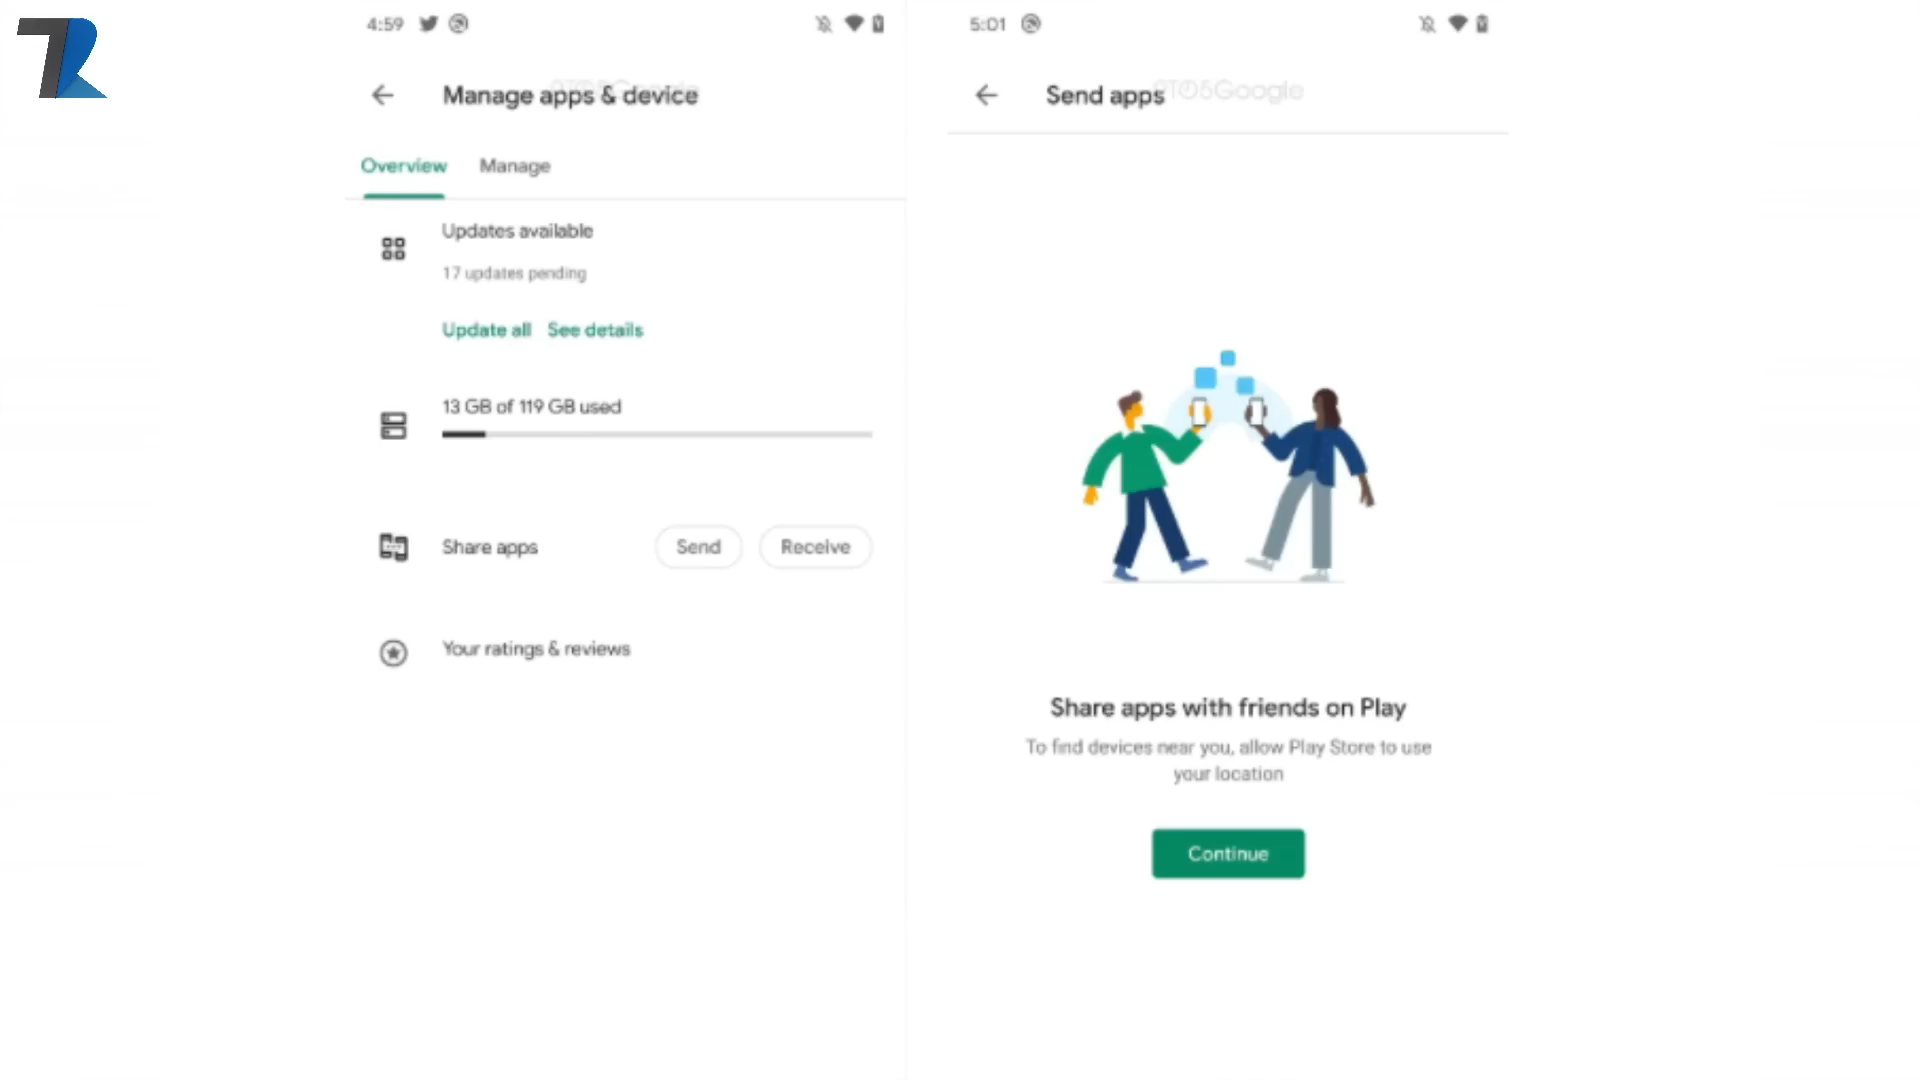 4:59
Manage apps & device
Overview Manage
Updates available
17 updates pending
Update all See details
13 GB of 119 GB used
Share apps Send Receive
Your ratings & reviews
5:01
Send apps
9TO5Google
Share apps with friends on Play
To find devices near you, allow Play Store to use
your location
Continue